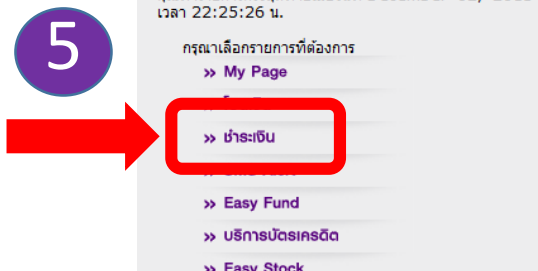 5
เวลา 22:25:26 น.
กรุณาเลือกรายการที่ต้องการ
» My Page
» ชำระเงิน
» Easy Fund
» บริการบัตรเครดิต
» Easy Stock